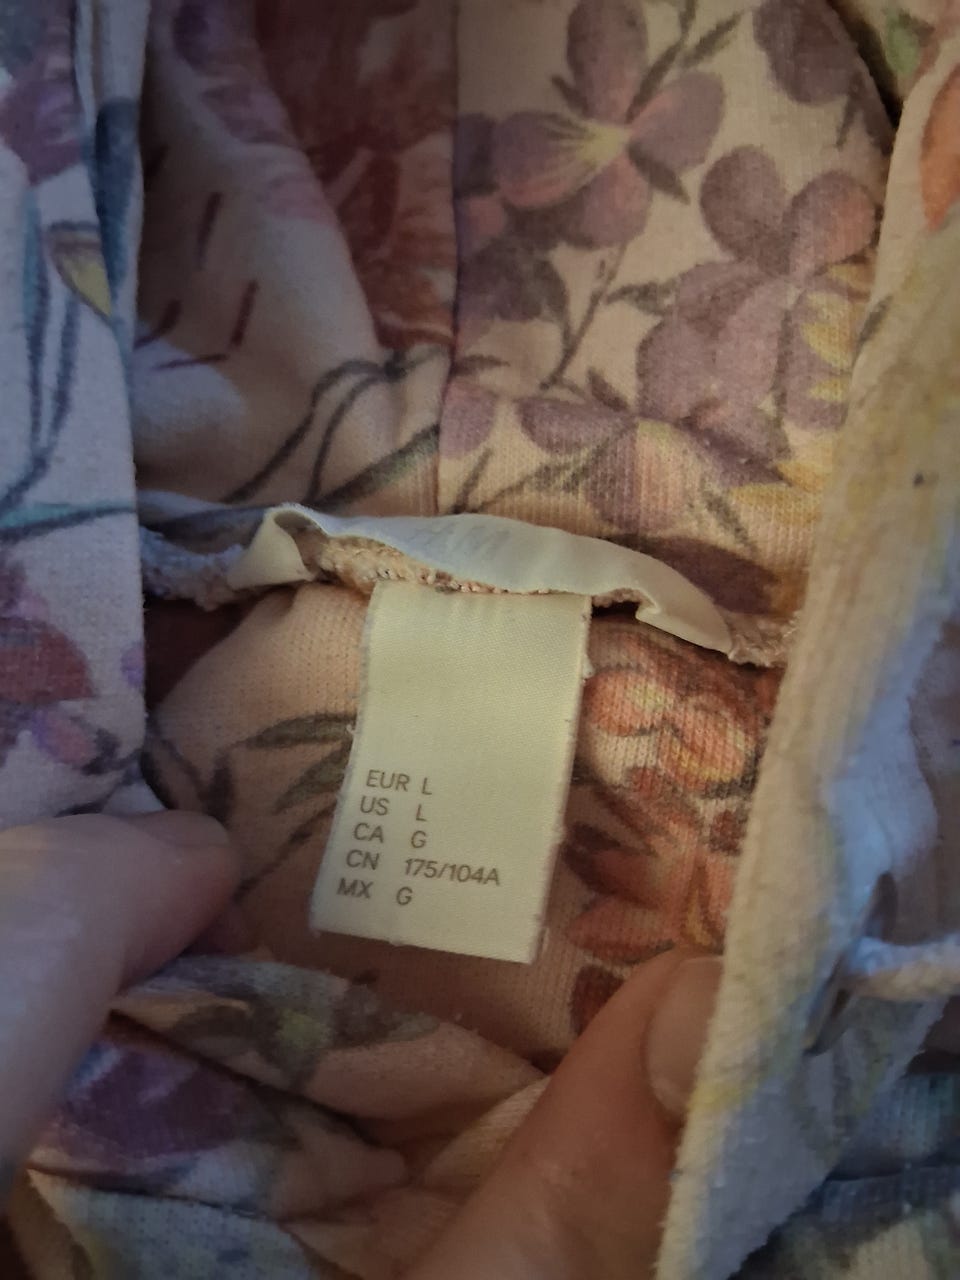 EUR L
US L
CA G
CN 175/104A
MX G